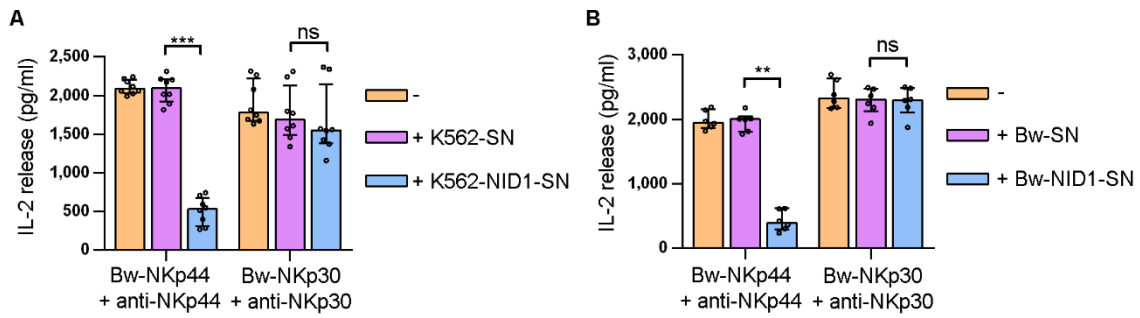 A
IL-2 release (pg/ml)
2,500
2,000
1,500
1,000
500
0
***
ns
Bw-NKp44
+ anti-NKp44
Bw-NKp30
+ anti-NKp30
-
+ K562-SN
+ K562-NID1-SN
B
IL-2 release (pg/ml)
3,000
2,000
1,000
0
**
ns
Bw-NKp44
+ anti-NKp44
Bw-NKp30
+ anti-NKp30
-
+ Bw-SN
+ Bw-NID1-SN